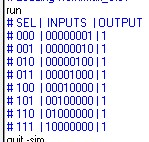 run
# SEL | INPUTS | OUTPUT
# 000 | 00000001 | 1
# 001 | 00000010 | 1
# 010 | 00000100 | 1
# 011 | 00001000 | 1
# 100 | 00010000 | 1
# 101 | 00100000 | 1
# 110 | 01000000 | 1
# 111 | 10000000 | 1
quit -sim